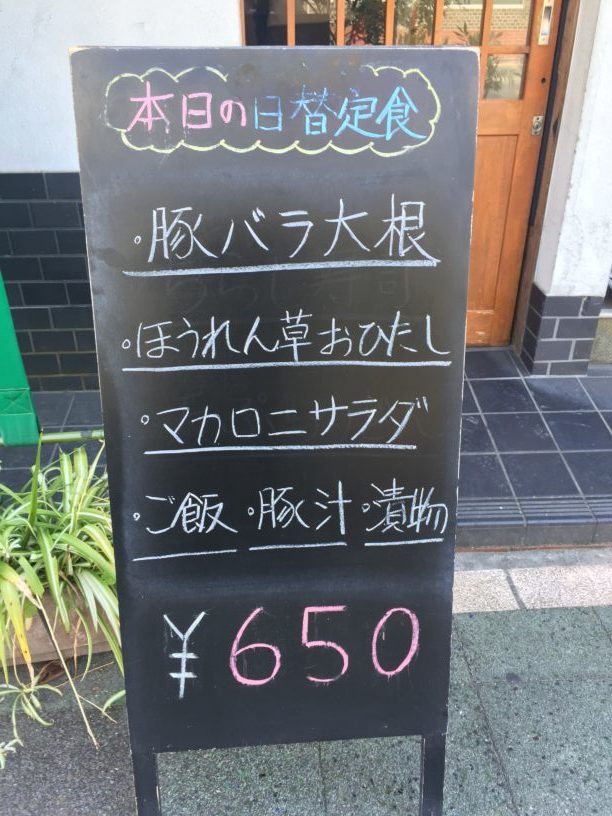 本日の日替定食
・豚バラ大根
・ほうれん草おひたし
・マカロニサラダ
・ご飯・豚汁・漬物
¥650